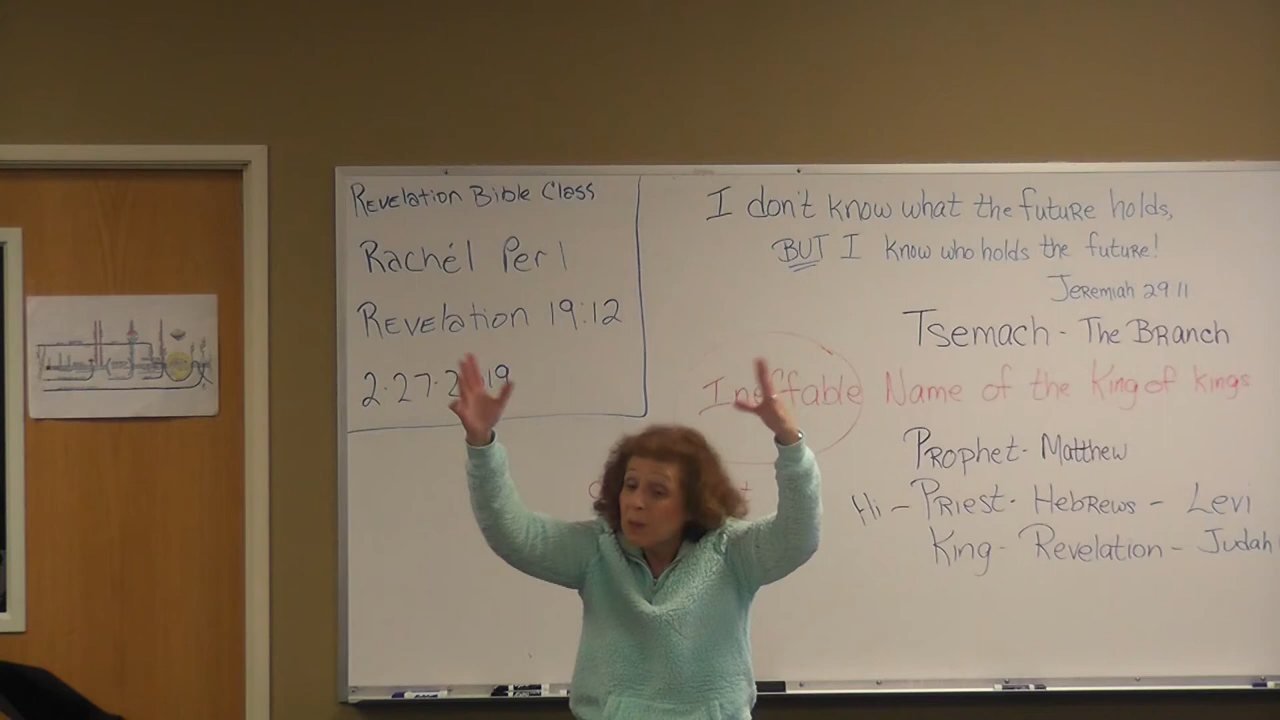 Revelation Bible Class
Rachél Perl
Revelation 19:12
2.27.2 19
I don't know what the future holds,
BUT I know who holds the future!
Jeremiah 29 11
Tsemach - The Branch
Ineffable Name of the King of Kings
Prophet - Matthew
Hi - Priest - Hebrews - Levi
King - Revelation - Judah